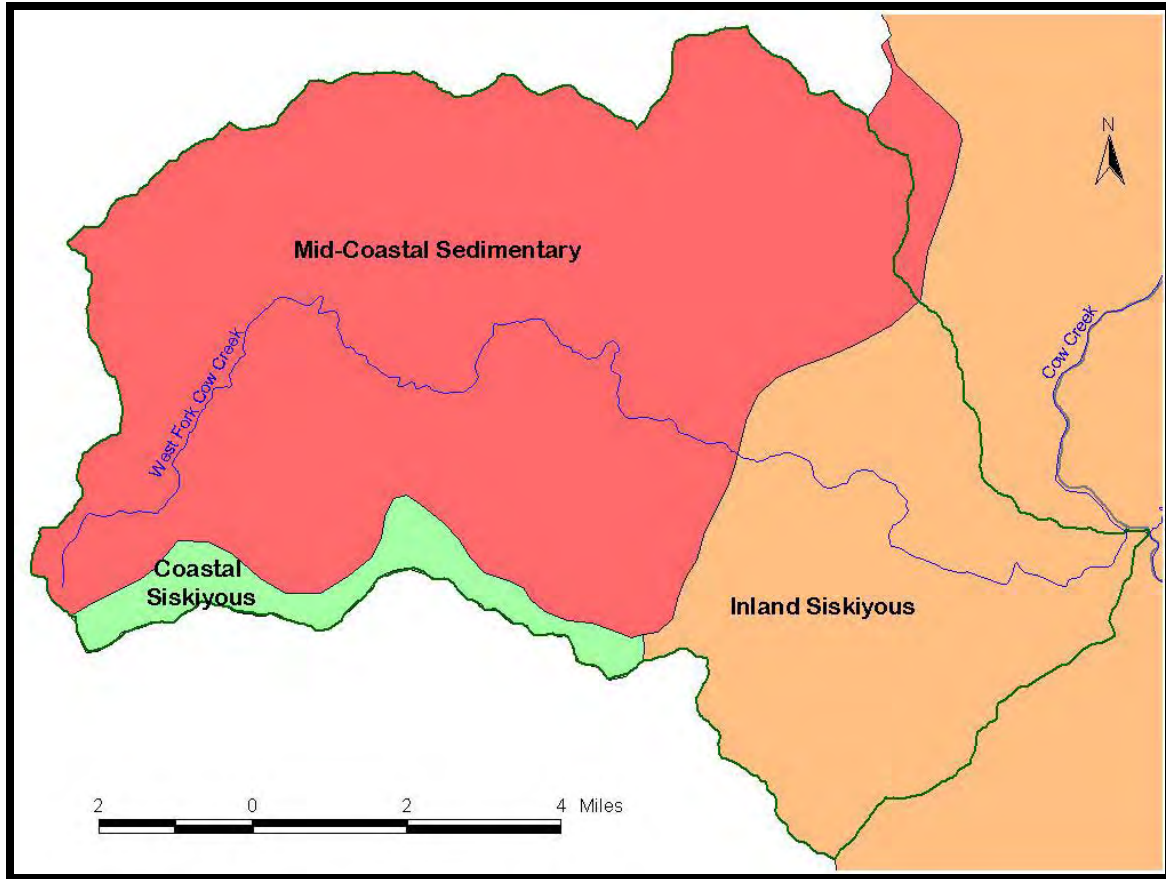 N
Mid-Coastal Sedimentary
Cow Creek
West Fork Cow Creek
Coastal
Siskiyous
Inland Siskiyous
2 0 2 4 Miles